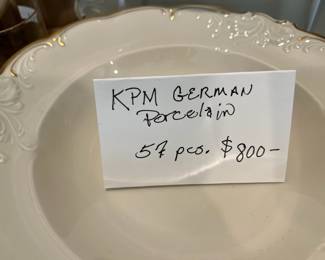 KPM GERMAN
Porcelain
57 pcs. $800-